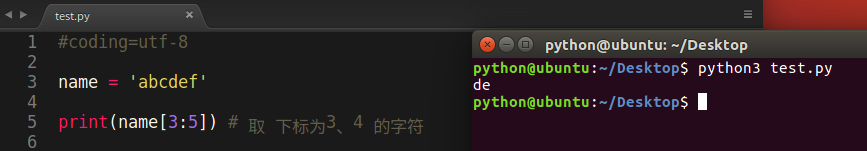 test.py
1 #coding=utf-8
2
3 name = 'abcdef'
4
5 print(name[3:5]) # 取 下标为3、4 的字符
6
python@ubuntu: ~/Desktop
python@ubuntu:~/Desktop$ python3 test.py
de
python@ubuntu:~/Desktop$